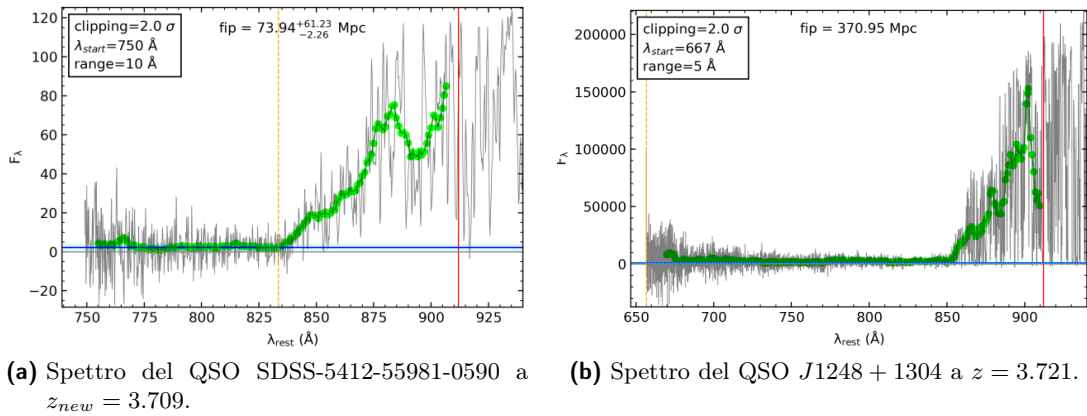 clipping=2.0 σ
λstart=750 Å
range=10 Å
fip = 73.94+61.23−2.26 Mpc
120
100
80
60
40
20
0
−20
Fλ
750
775
800
825
850
875
900
925
λrest (Å)
(a) Spettro del QSO SDSS-5412-55981-0590 a
znew = 3.709.
clipping=2.0 σ
λstart=667 Å
range=5 Å
fip = 370.95 Mpc
200000
150000
100000
50000
0
Fλ
650
700
750
800
850
900
λrest (Å)
(b) Spettro del QSO J1248 + 1304 a z = 3.721.